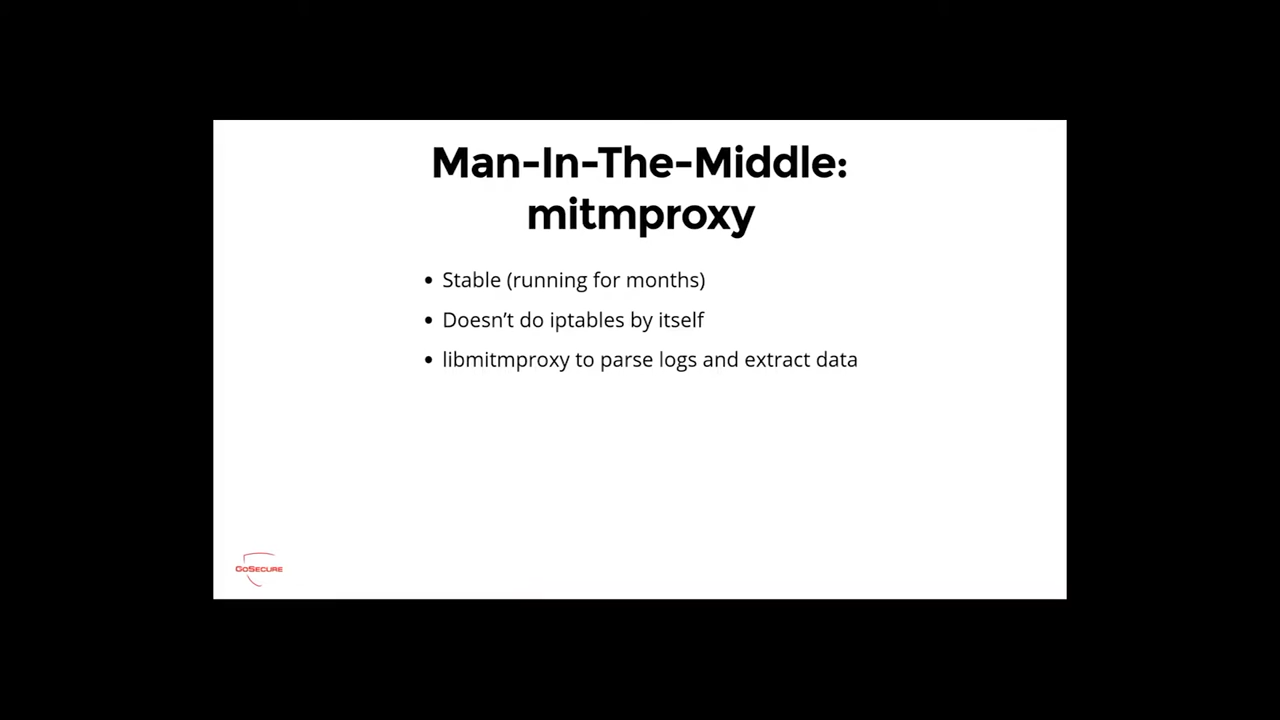 Man-In-The-Middle:
mitmproxy
• Stable (running for months)
• Doesn’t do iptables by itself
• libmitmproxy to parse logs and extract data
GoSecure